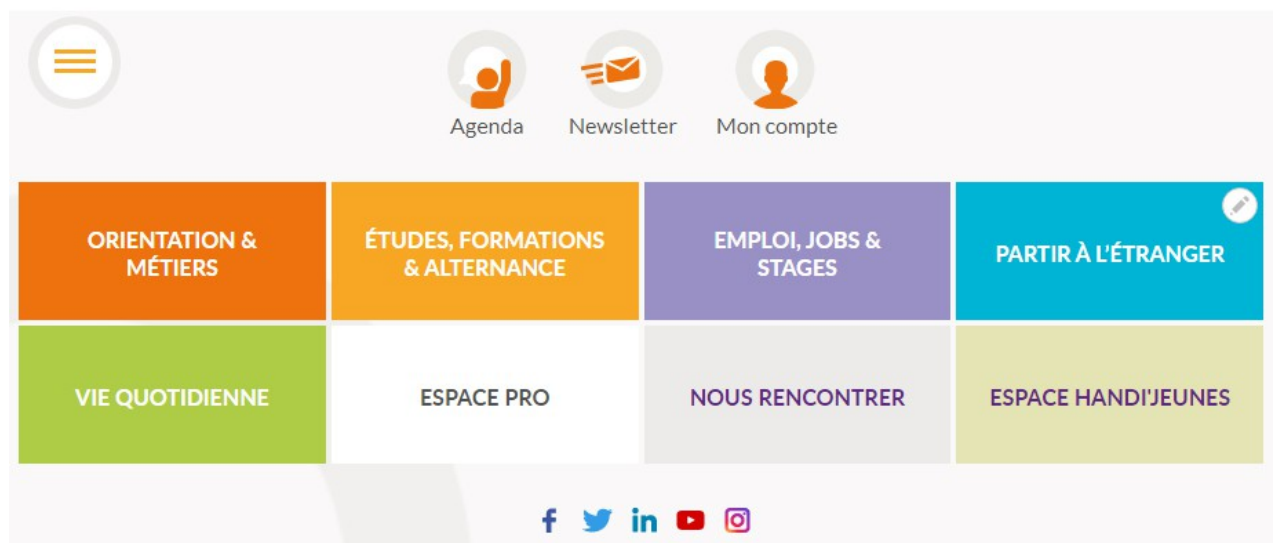 Agenda
Newsletter
Mon compte
ORIENTATION &
MÉTIERS
ÉTUDES, FORMATIONS
& ALTERNANCE
EMPLOI, JOBS &
STAGES
PARTIR À L'ÉTRANGER
VIE QUOTIDIENNE
ESPACE PRO
NOUS RENCONTRER
ESPACE HANDI'JEUNES